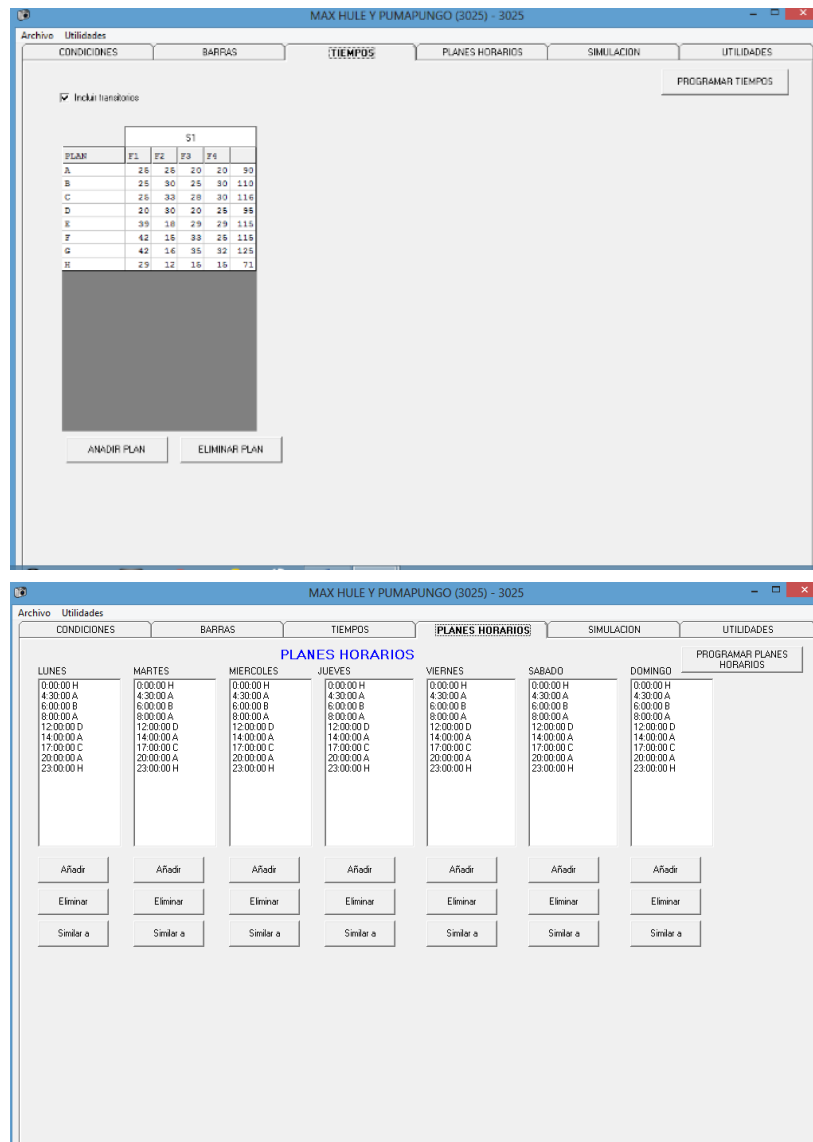 MAX HULE Y PUMAPUNGO (3025) - 3025
Archivo Utilidades
CONDICIONES BARRAS TIEMPOS PLANES HORARIOS SIMULACION UTILIDADES
PROGRAMAR TIEMPOS
Incluir transitorios
S1
PLAN F1 F2 F3 F4
A 25 25 20 20 90
B 25 30 25 30 110
C 25 33 28 30 116
D 20 30 20 25 95
E 39 18 29 29 115
F 42 15 33 25 115
G 42 16 35 32 125
H 29 12 15 15 71
AÑADIR PLAN ELIMINAR PLAN
MAX HULE Y PUMAPUNGO (3025) - 3025
Archivo Utilidades
CONDICIONES BARRAS TIEMPOS PLANES HORARIOS SIMULACION UTILIDADES
PLANES HORARIOS
PROGRAMAR PLANES
HORARIOS
LUNES MARTES MIERCOLES JUEVES VIERNES SABADO DOMINGO
0:00:00 H 0:00:00 H 0:00:00 H 0:00:00 H 0:00:00 H 0:00:00 H 0:00:00 H
4:30:00 A 4:30:00 A 4:30:00 A 4:30:00 A 4:30:00 A 4:30:00 A 4:30:00 A
6:00:00 B 6:00:00 B 6:00:00 B 6:00:00 B 6:00:00 B 6:00:00 B 6:00:00 B
8:00:00 A 8:00:00 A 8:00:00 A 8:00:00 A 8:00:00 A 8:00:00 A 8:00:00 A
12:00:00 D 12:00:00 D 12:00:00 D 12:00:00 D 12:00:00 D 12:00:00 D 12:00:00 D
14:00:00 A 14:00:00 A 14:00:00 A 14:00:00 A 14:00:00 A 14:00:00 A 14:00:00 A
17:00:00 C 17:00:00 C 17:00:00 C 17:00:00 C 17:00:00 C 17:00:00 C 17:00:00 C
20:00:00 A 20:00:00 A 20:00:00 A 20:00:00 A 20:00:00 A 20:00:00 A 20:00:00 A
23:00:00 H 23:00:00 H 23:00:00 H 23:00:00 H 23:00:00 H 23:00:00 H 23:00:00 H
Añadir Añadir Añadir Añadir Añadir Añadir Añadir
Eliminar Eliminar Eliminar Eliminar Eliminar Eliminar Eliminar
Similar a Similar a Similar a Similar a Similar a Similar a Similar a